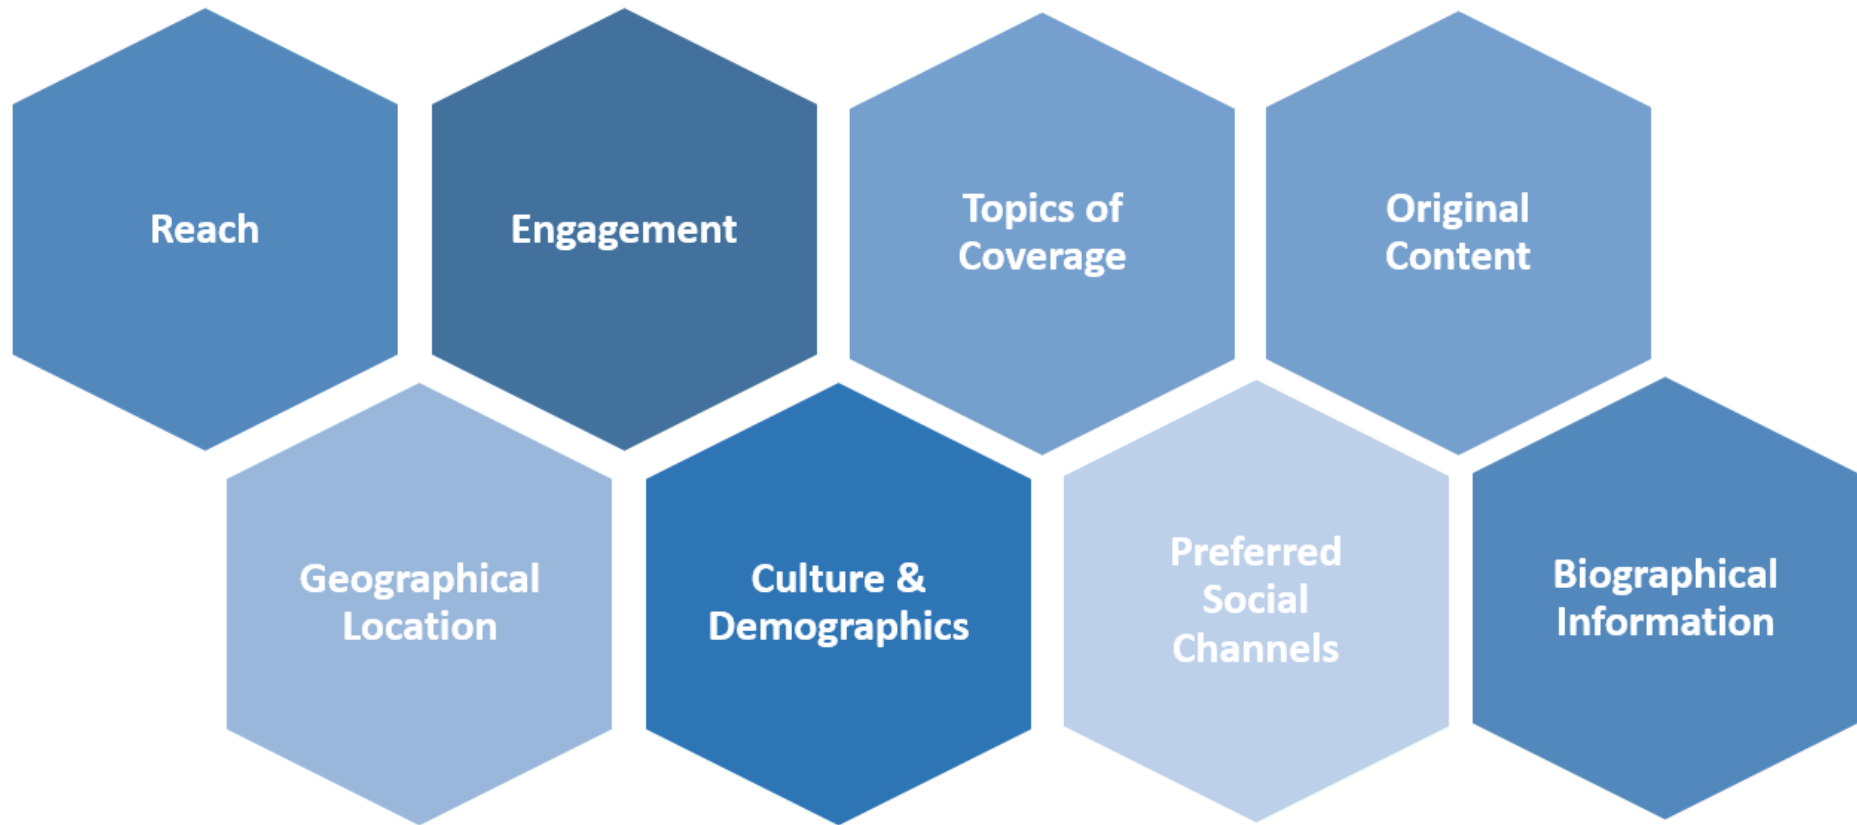 Reach
Engagement
Topics of
Coverage
Original
Content
Geographical
Location
Culture &
Demographics
Preferred
Social
Channels
Biographical
Information